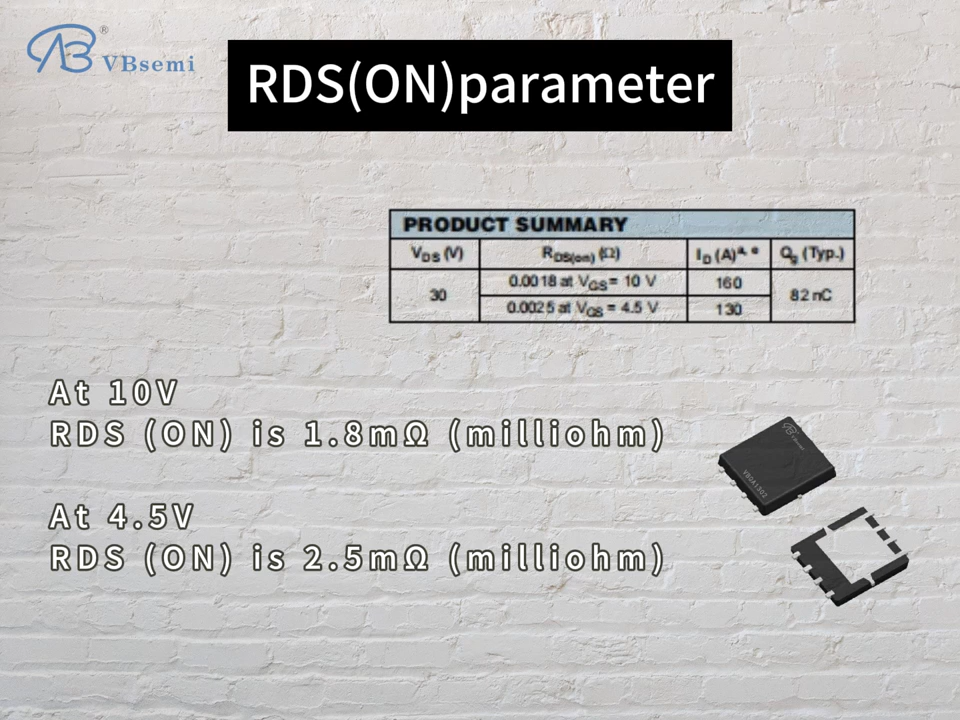 VBsemi
®
RDS(ON)parameter
PRODUCT SUMMARY
VDS (V) RDS(on) (Ω) ID (A)a, e Qg (Typ.)
30 0.0018 at VGS = 10 V 160 82 nC
0.0025 at VGS = 4.5 V 130
At 10V
RDS (ON) is 1.8mΩ (milliohm)
At 4.5V
RDS (ON) is 2.5mΩ (milliohm)
VBsemi